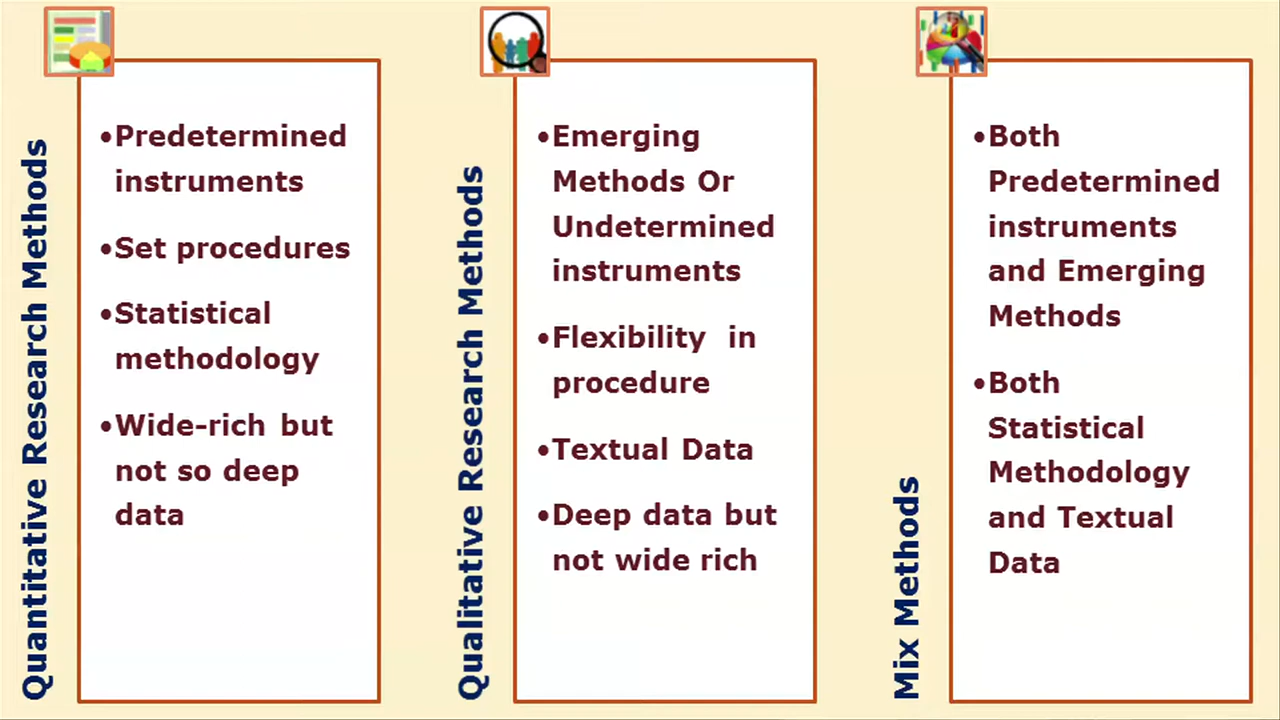 Quantitative Research Methods
•Predetermined
instruments
•Set procedures
•Statistical
methodology
•Wide-rich but
not so deep
data
Qualitative Research Methods
•Emerging
Methods Or
Undetermined
instruments
•Flexibility in
procedure
•Textual Data
•Deep data but
not wide rich
Mix Methods
•Both
Predetermined
instruments
and Emerging
Methods
•Both
Statistical
Methodology
and Textual
Data